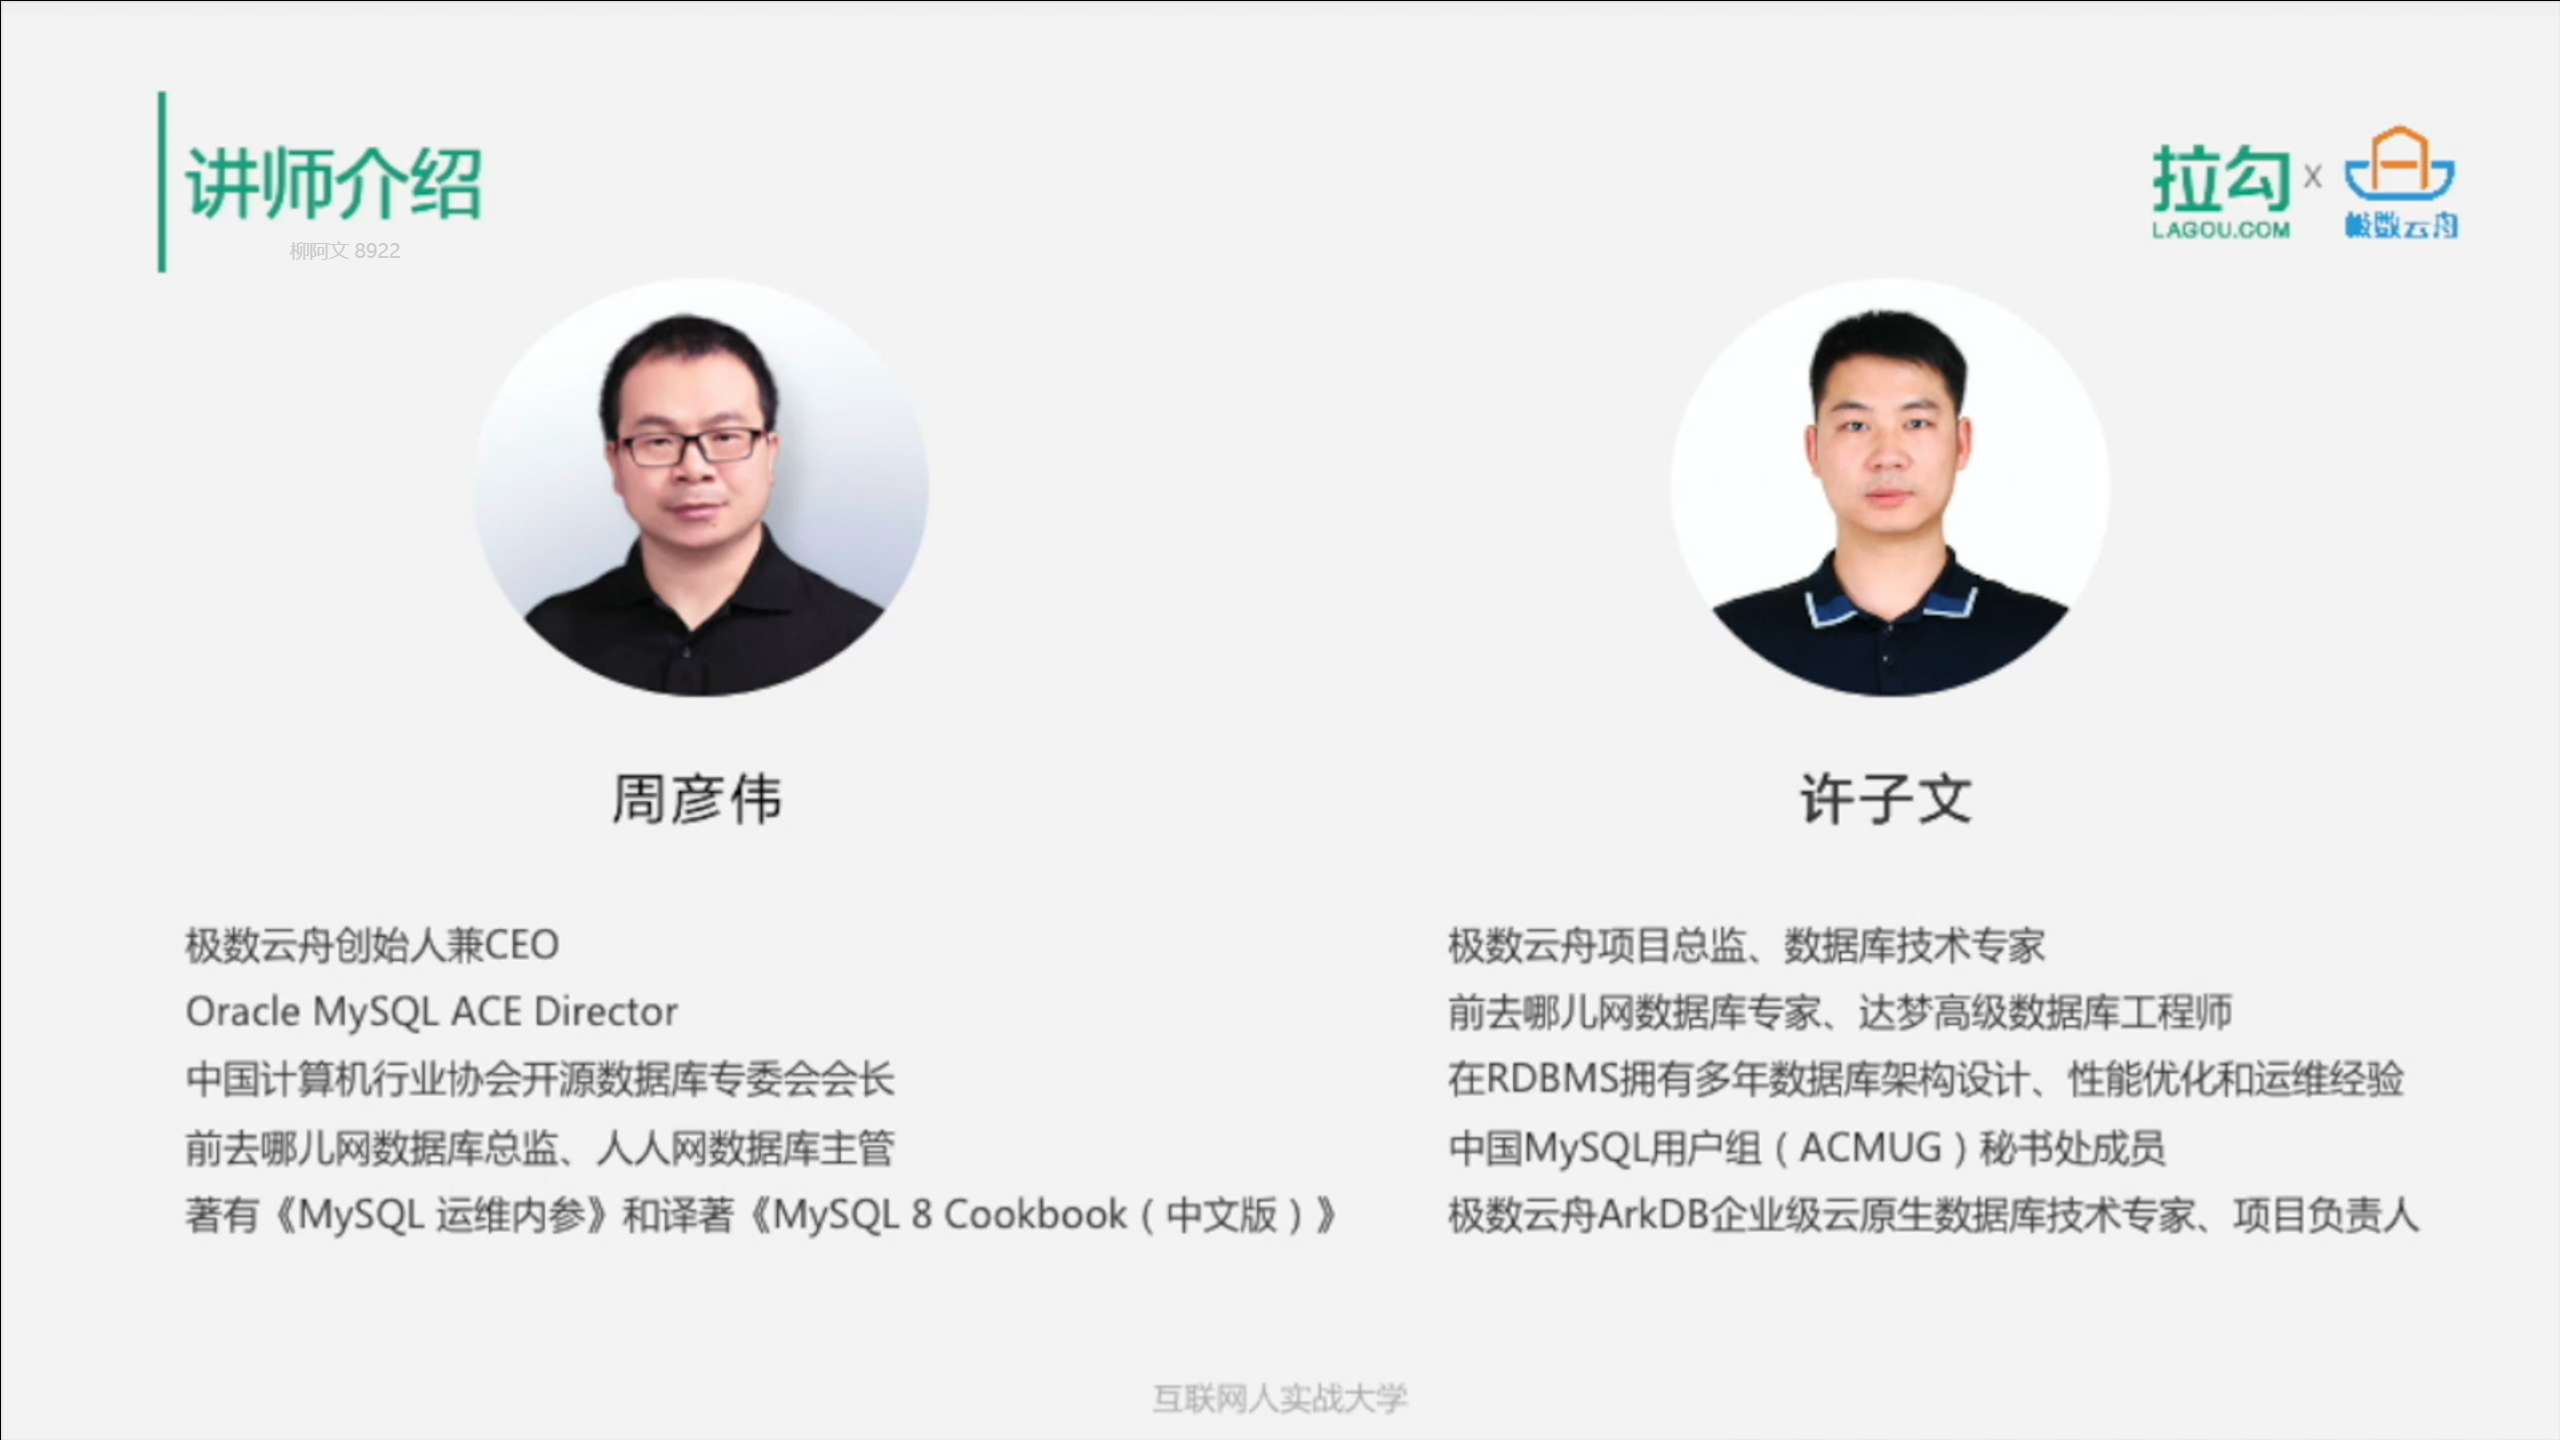 讲师介绍
柳阿文 8922
拉勾 X
LAGOU.COM
极数云舟
周彦伟
极数云舟创始人兼CEO
Oracle MySQL ACE Director
中国计算机行业协会开源数据库专委会会长
前去哪儿网数据库总监、人人网数据库主管
著有《MySQL 运维内参》和译著《MySQL 8 Cookbook（中文版）》
许子文
极数云舟项目总监、数据库技术专家
前去哪儿网数据库专家、达梦高级数据库工程师
在RDBMS拥有多年数据库架构设计、性能优化和运维经验
中国MySQL用户组（ACMUG）秘书处成员
极数云舟ArkDB企业级云原生数据库技术专家、项目负责人
互联网人实战大学